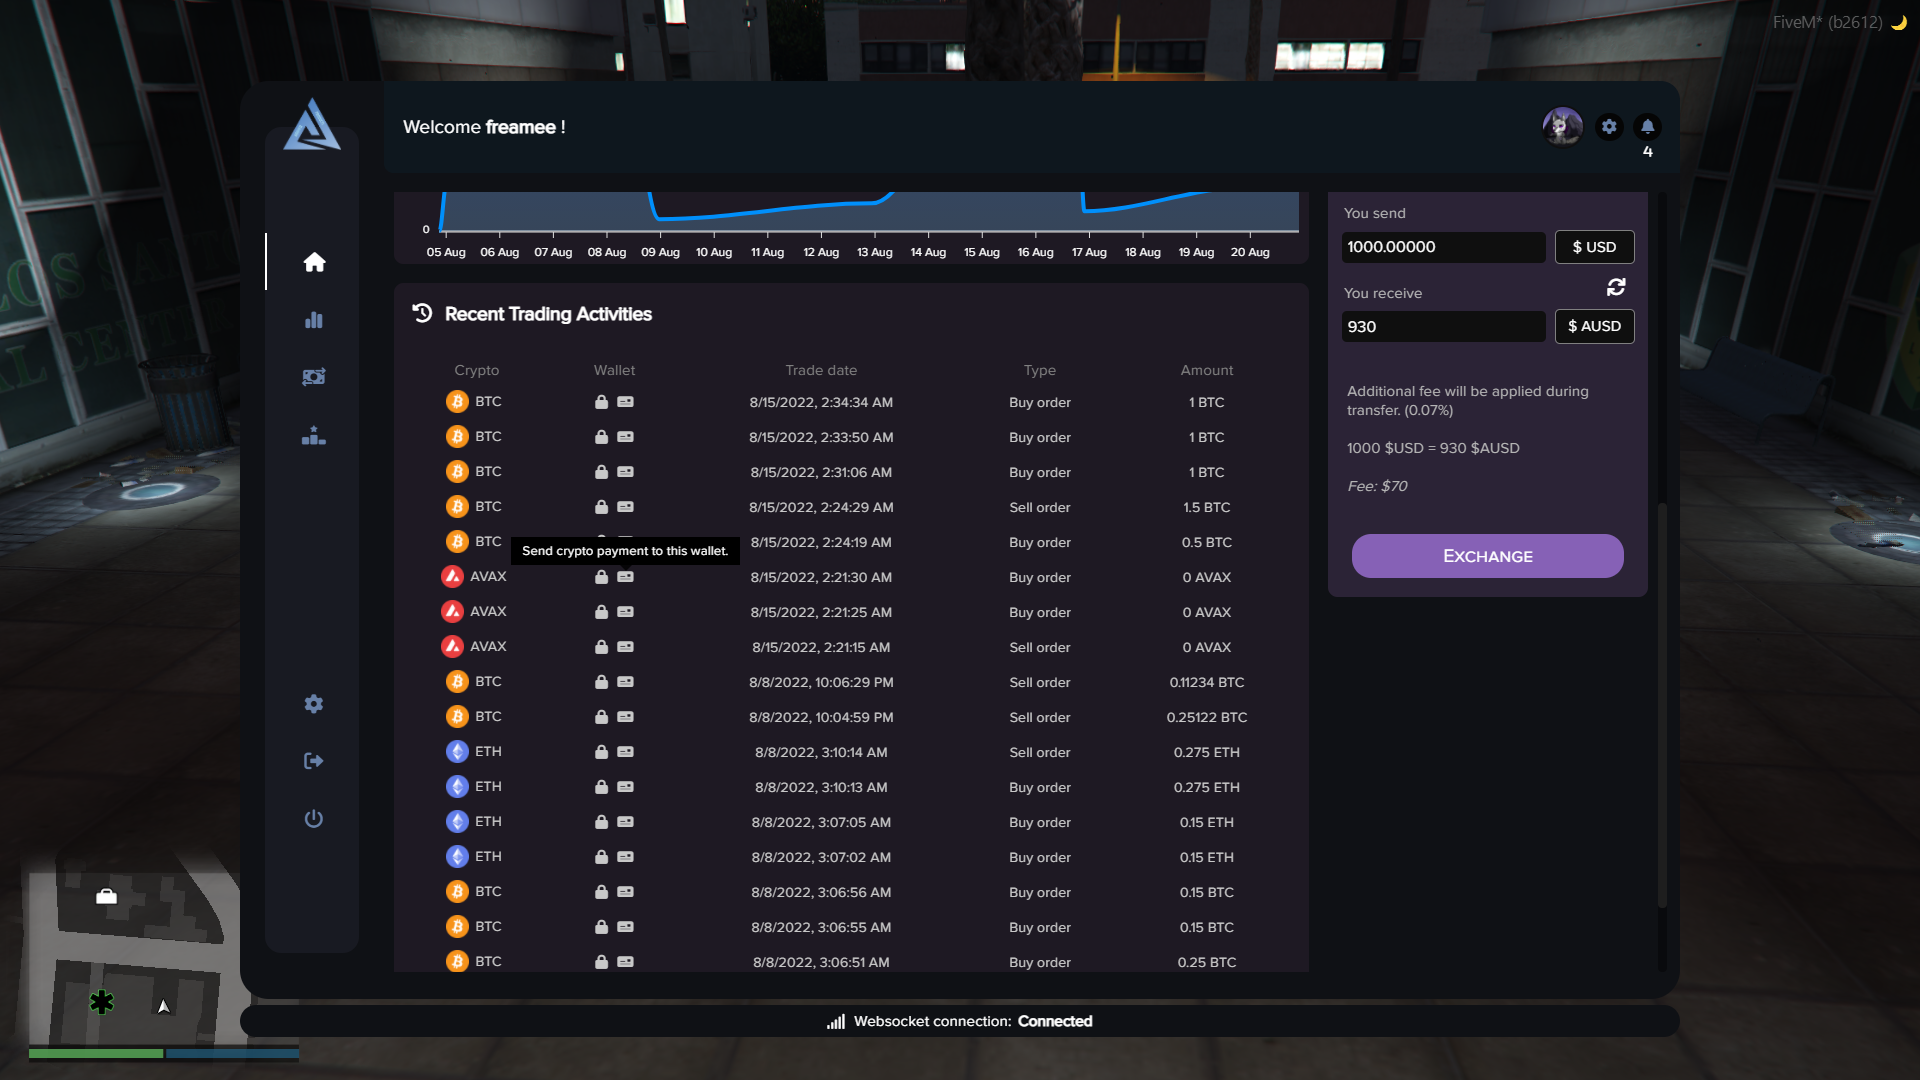 FiveM* (b2612) 🌙
Welcome freamee !
4
0
05 Aug 06 Aug 07 Aug 08 Aug 09 Aug 10 Aug 11 Aug 12 Aug 13 Aug 14 Aug 15 Aug 16 Aug 17 Aug 18 Aug 19 Aug 20 Aug
You send
1000.00000 $ USD
You receive
930 $ AUSD
Additional fee will be applied during
transfer. (0.07%)
1000 $USD = 930 $AUSD
Fee: $70
EXCHANGE
Recent Trading Activities
Crypto Wallet Trade date Type Amount
BTC 8/15/2022, 2:34:34 AM Buy order 1 BTC
BTC 8/15/2022, 2:33:50 AM Buy order 1 BTC
BTC 8/15/2022, 2:31:06 AM Buy order 1 BTC
BTC 8/15/2022, 2:24:29 AM Sell order 1.5 BTC
BTC 8/15/2022, 2:24:19 AM Buy order 0.5 BTC
Send crypto payment to this wallet.
AVAX 8/15/2022, 2:21:30 AM Buy order 0 AVAX
AVAX 8/15/2022, 2:21:25 AM Buy order 0 AVAX
AVAX 8/15/2022, 2:21:15 AM Sell order 0 AVAX
BTC 8/8/2022, 10:06:29 PM Sell order 0.11234 BTC
BTC 8/8/2022, 10:04:59 PM Sell order 0.25122 BTC
ETH 8/8/2022, 3:10:14 AM Sell order 0.275 ETH
ETH 8/8/2022, 3:10:13 AM Buy order 0.275 ETH
ETH 8/8/2022, 3:07:05 AM Buy order 0.15 ETH
ETH 8/8/2022, 3:07:02 AM Buy order 0.15 ETH
BTC 8/8/2022, 3:06:56 AM Buy order 0.15 BTC
BTC 8/8/2022, 3:06:55 AM Buy order 0.15 BTC
BTC 8/8/2022, 3:06:51 AM Buy order 0.25 BTC
Websocket connection: Connected